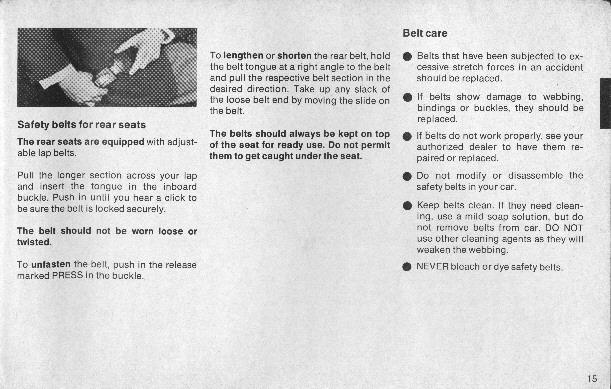 Safety belts for rear seats
The rear seats are equipped with adjust-
able lap belts.
Pull the longer section across your lap
and insert the tongue in the inboard
buckle. Push in until you hear a click to
be sure the belt is locked securely.
The belt should not be worn loose or
twisted.
To unfasten the belt, push in the release
marked PRESS in the buckle.
To lengthen or shorten the rear belt, hold
the belt tongue at a right angle to the belt
and pull the respective belt section in the
desired direction. Take up any slack of
the loose belt end by moving the slide on
the belt.
The belts should always be kept on top
of the seat for ready use. Do not permit
them to get caught under the seat.
Belt care
● Belts that have been subjected to ex-
cessive stretch forces in an accident
should be replaced.
● If belts show damage to webbing,
bindings or buckles, they should be
replaced.
● If belts do not work properly, see your
authorized dealer to have them re-
paired or replaced.
● Do not modify or disassemble the
safety belts in your car.
● Keep belts clean. If they need clean-
ing, use a mild soap solution, but do
not remove belts from car. DO NOT
use other cleaning agents as they will
weaken the webbing.
● NEVER bleach or dye safety belts.
15